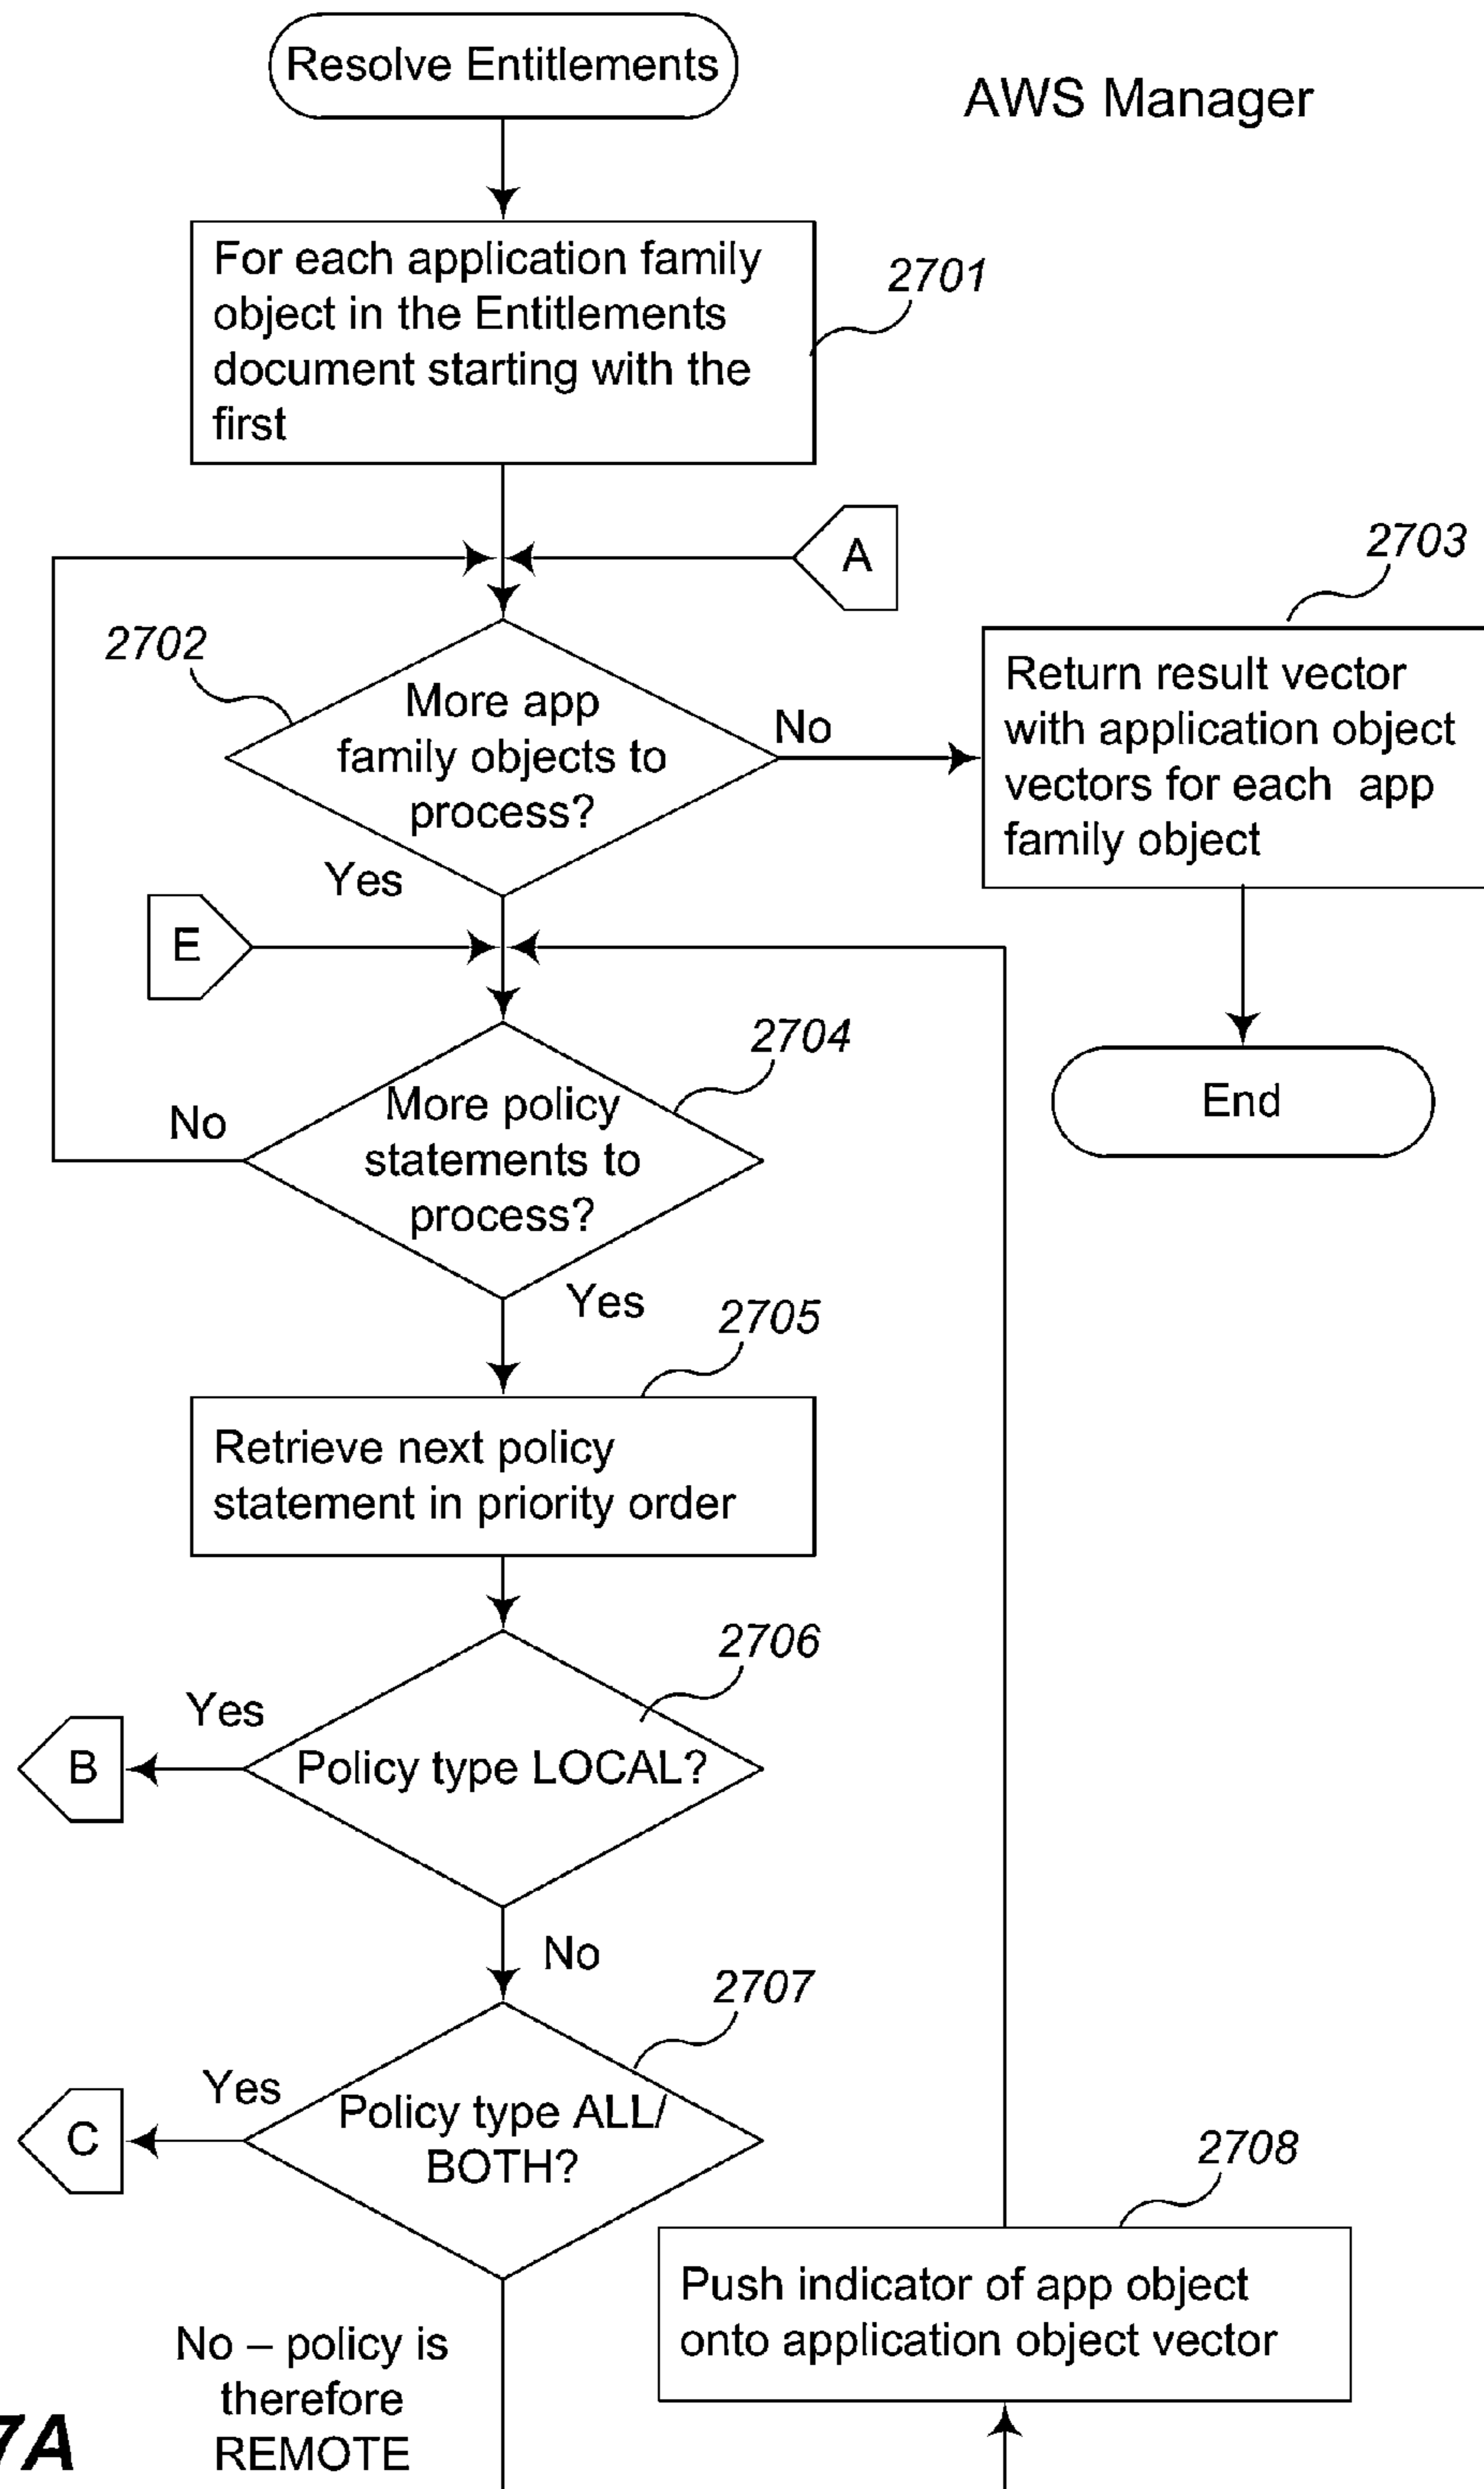 Resolve Entitlements
AWS Manager
For each application family
object in the Entitlements
document starting with the
first
2701
A
2703
2702
More app
family objects to
process?
No
Yes
Return result vector
with application object
vectors for each app
family object
E
2704
More policy
statements to
process?
No
Yes
End
2705
Retrieve next policy
statement in priority order
2706
Yes
B
Policy type LOCAL?
No
2707
Yes
C
Policy type ALL/
BOTH?
2708
Push indicator of app object
onto application object vector
No – policy is
therefore
REMOTE
7A